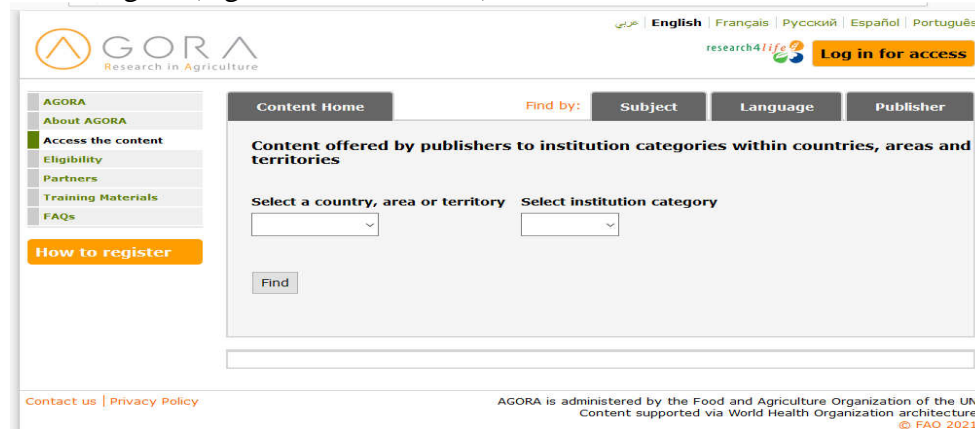 عربي English Français Русский Español Português
AGORA
Research in Agriculture
research4life
Log in for access
AGORA
About AGORA
Access the content
Eligibility
Partners
Training Materials
FAQs
How to register
Content Home
Find by: Subject Language Publisher
Content offered by publishers to institution categories within countries, areas and
territories
Select a country, area or territory Select institution category
Find
Contact us | Privacy Policy
AGORA is administered by the Food and Agriculture Organization of the UN
Content supported via World Health Organization architecture
© FAO 2021